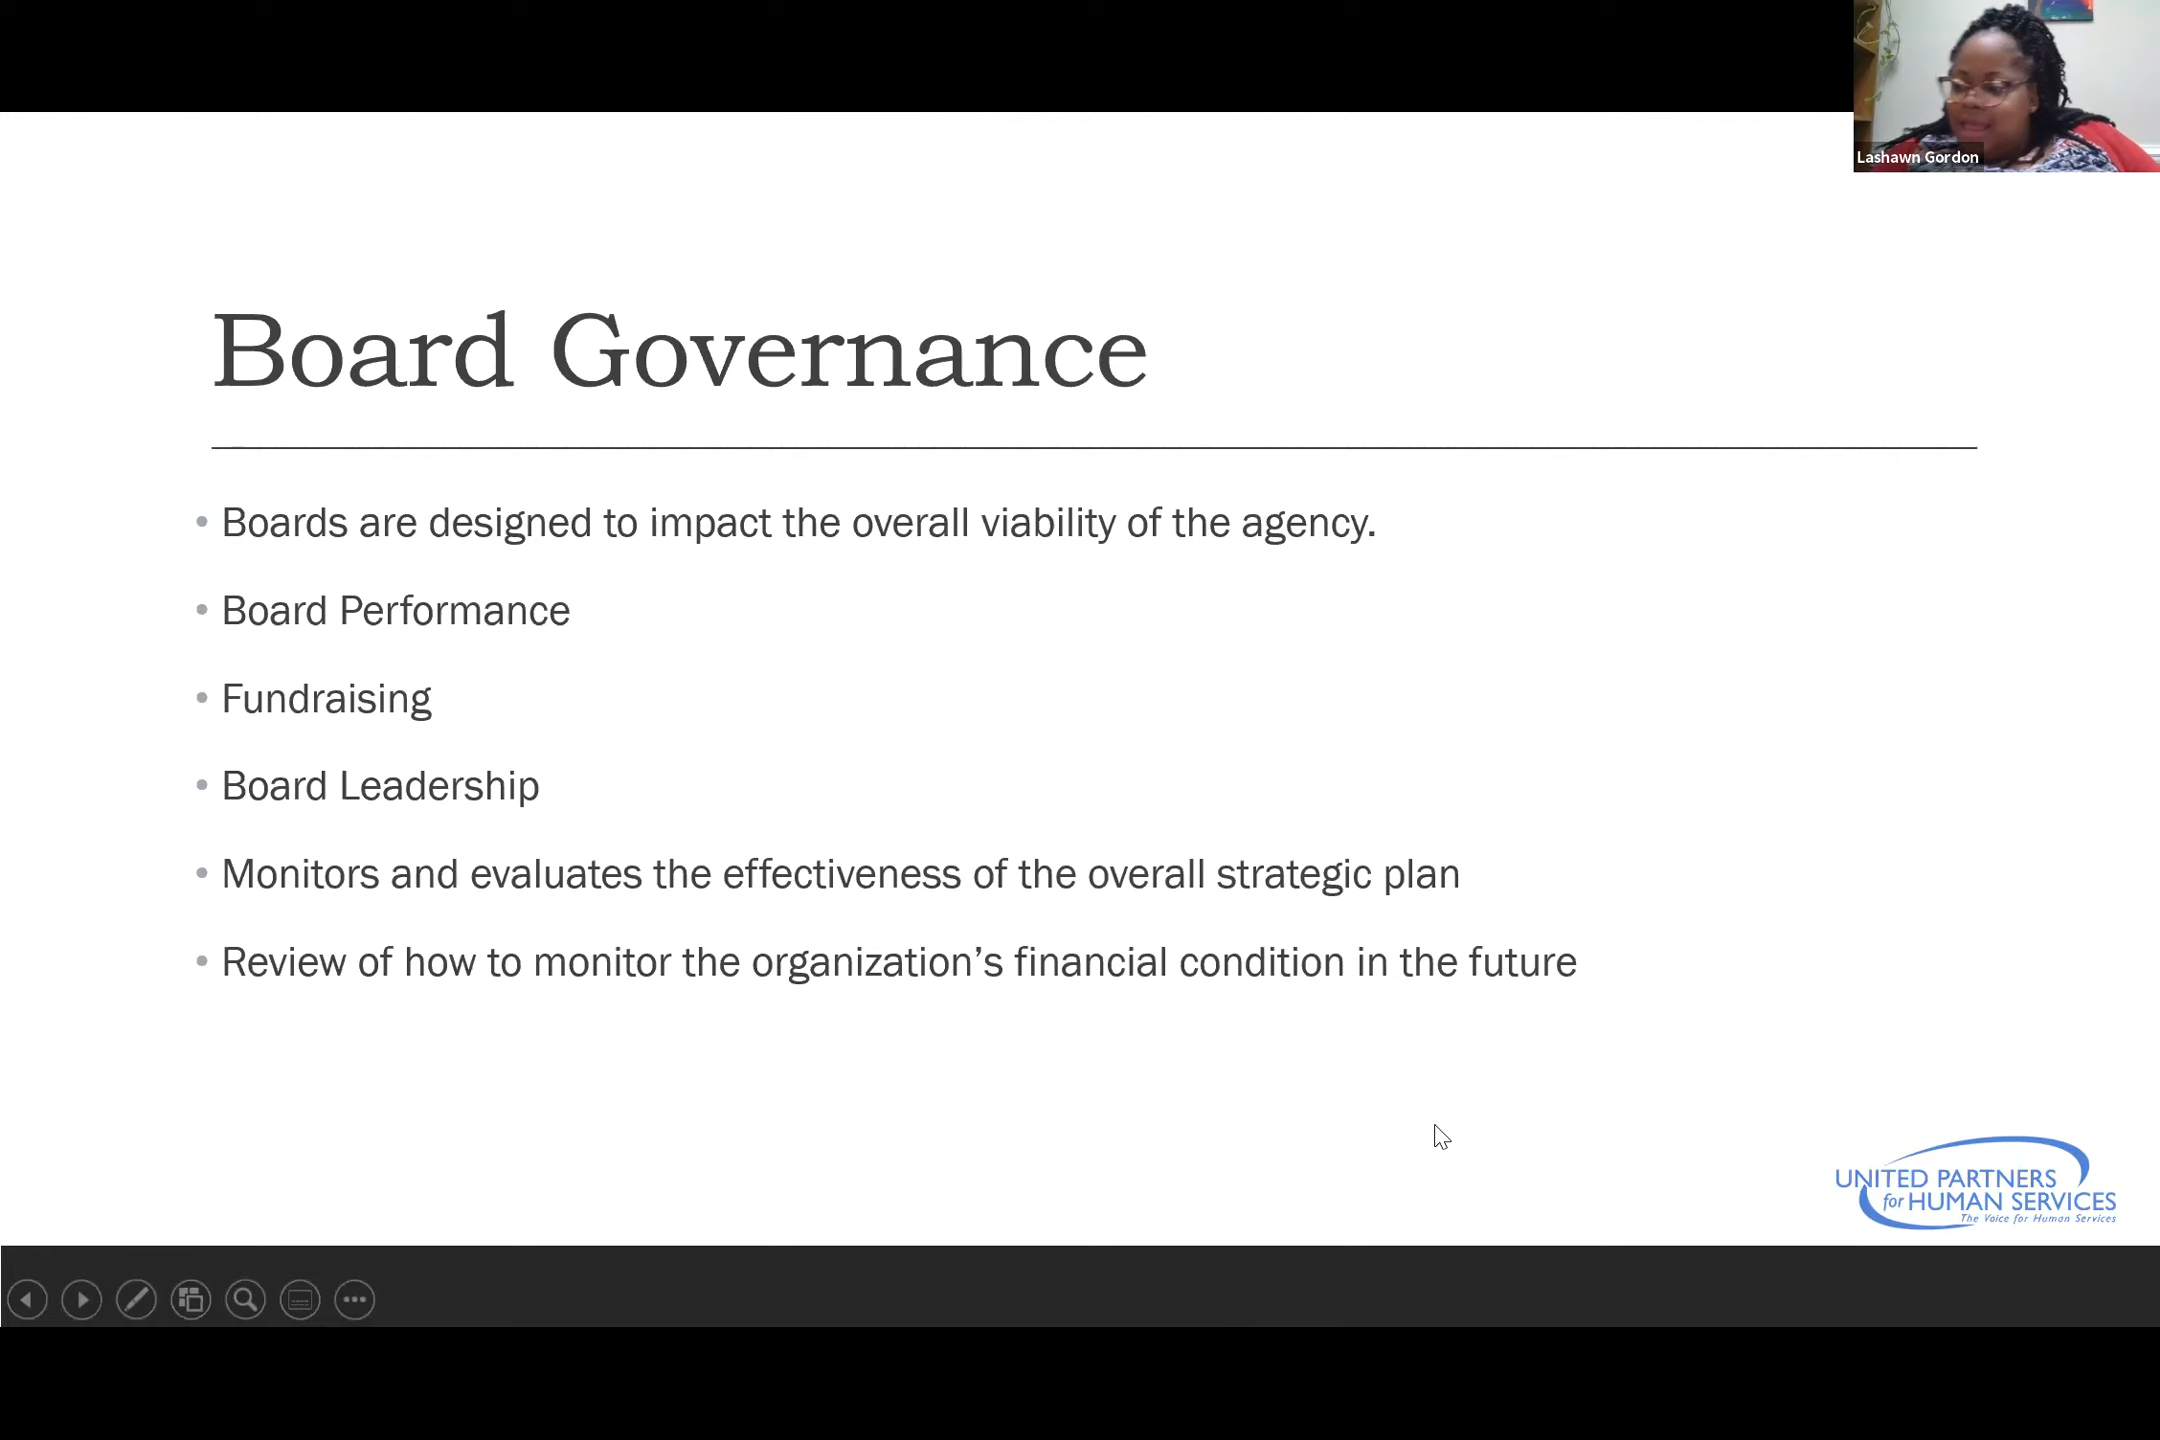 Lashawn Gordon
Board Governance
• Boards are designed to impact the overall viability of the agency.
• Board Performance
• Fundraising
• Board Leadership
• Monitors and evaluates the effectiveness of the overall strategic plan
• Review of how to monitor the organization’s financial condition in the future
UNITED PARTNERS
for HUMAN SERVICES
The Voice for Human Services